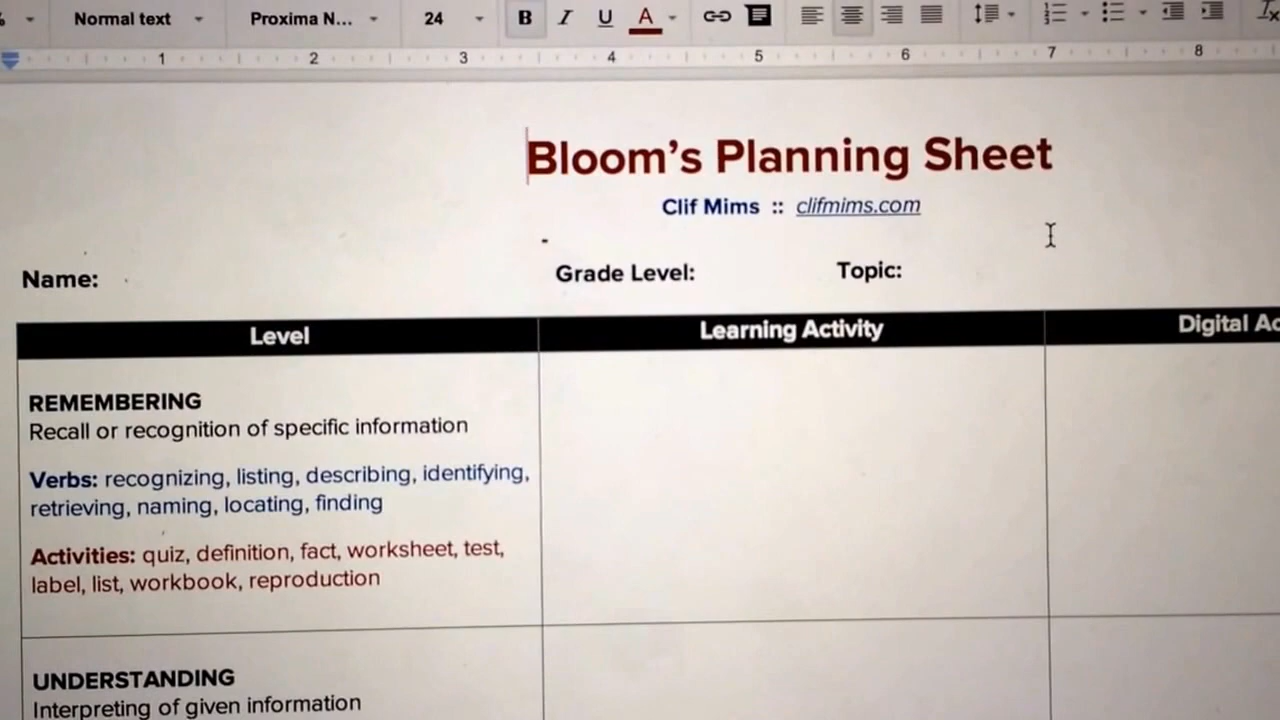 Normal text Proxima N... 24 B I U A
1 2 3 4 5 6 7 8
Bloom's Planning Sheet
Clif Mims :: clifmims.com
Name: Grade Level: Topic:
Level Learning Activity Digital
REMEMBERING
Recall or recognition of specific information
Verbs: recognizing, listing, describing, identifying,
retrieving, naming, locating, finding
Activities: quiz, definition, fact, worksheet, test,
label, list, workbook, reproduction
UNDERSTANDING
Interpreting of given information